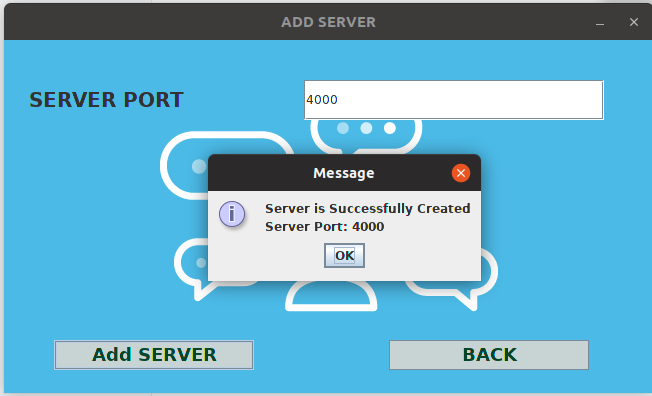 ADD SERVER
SERVER PORT
4000
Message
Server is Successfully Created
Server Port: 4000
OK
Add SERVER
BACK